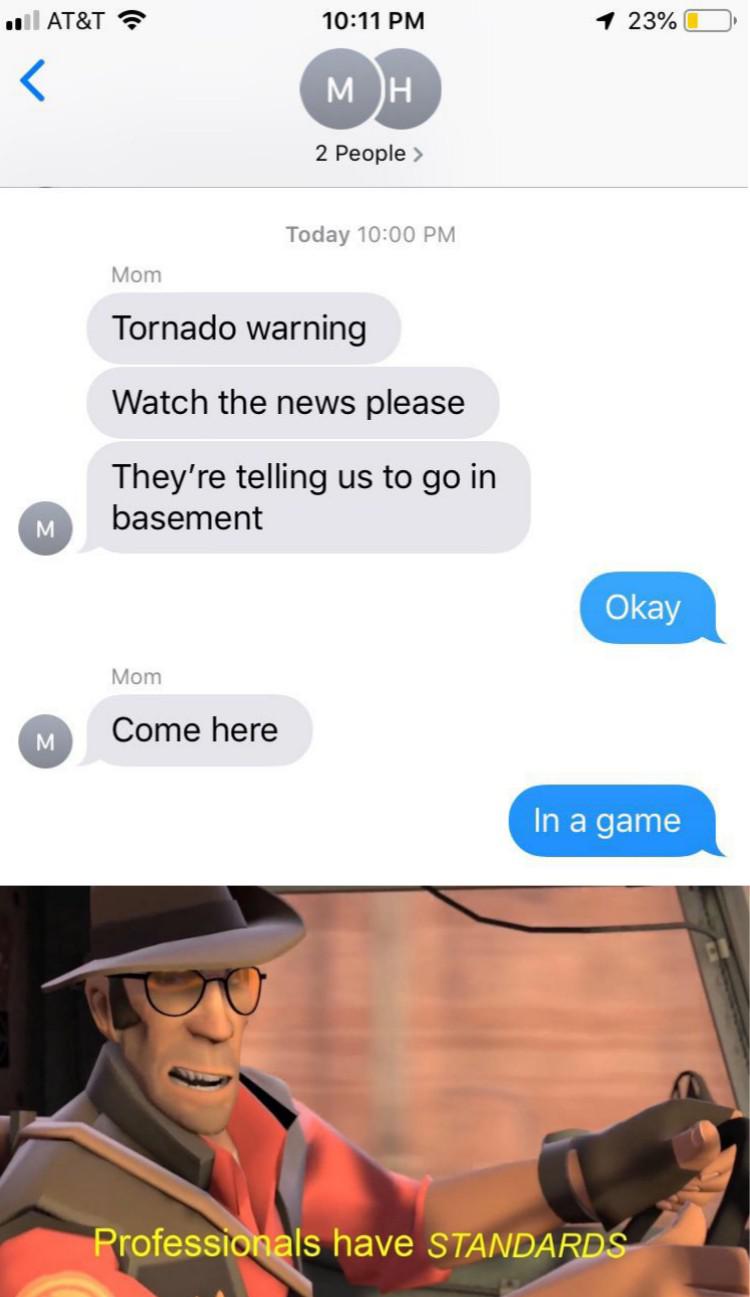 AT&T 10:11 PM 23%
M H
2 People >
Today 10:00 PM
Mom
Tornado warning
Watch the news please
They're telling us to go in
basement
M
Okay
Mom
Come here
M
In a game
Professionals have STANDARDS